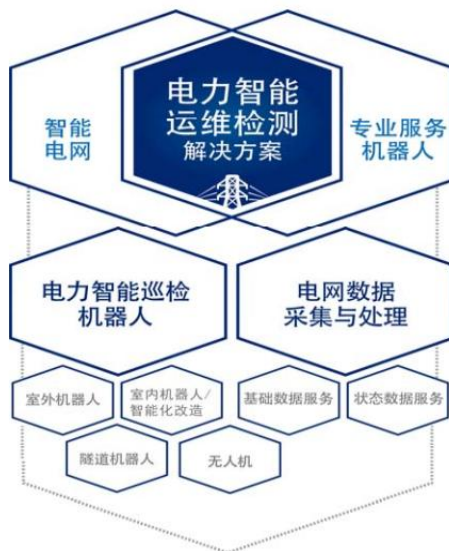 电力智能
运维检测
解决方案
智能
电网
专业服务
机器人
电力智能巡检
机器人
电网数据
采集与处理
室外机器人
室内机器人/
智能化改造
基础数据服务
状态数据服务
隧道机器人
无人机